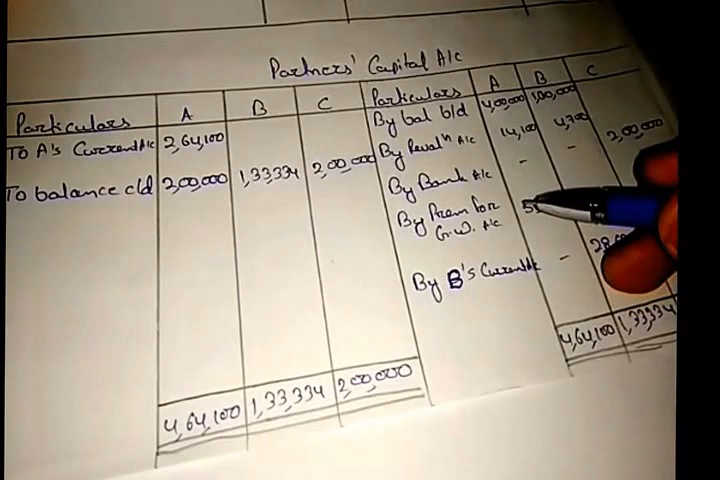 Partners' Capital A/c
Particulars A B C Particulars A B C
To A's Current A/c 2,64,100 By bal b/d 4,00,000 1,00,000
To balance c/d 2,00,000 1,33,334 2,00,000 By Reval'n A/c 14,100 4,700
By Bank A/c - - 2,00,000
By Prem for
G.W. A/c
By B's Current A/c -
4,64,100 1,33,334 2,00,000 4,64,100 1,33,334